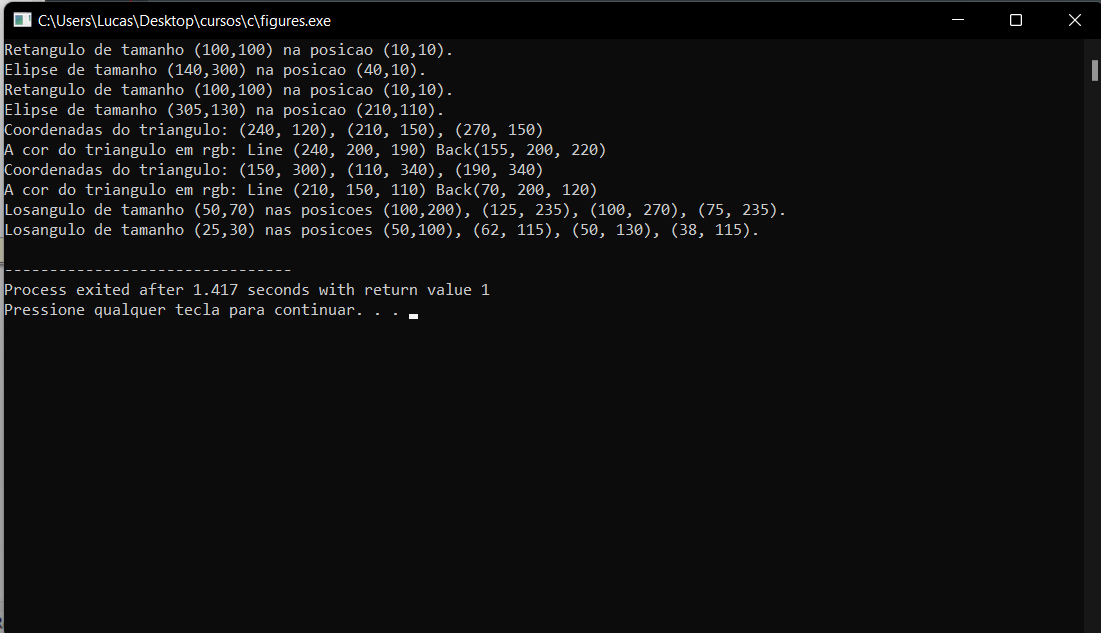 C:\Users\Lucas\Desktop\cursos\c\figures.exe
Retangulo de tamanho (100,100) na posicao (10,10).
Elipse de tamanho (140,300) na posicao (40,10).
Retangulo de tamanho (100,100) na posicao (10,10).
Elipse de tamanho (305,130) na posicao (210,110).
Coordenadas do triangulo: (240, 120), (210, 150), (270, 150)
A cor do triangulo em rgb: Line (240, 200, 190) Back(155, 200, 220)
Coordenadas do triangulo: (150, 300), (110, 340), (190, 340)
A cor do triangulo em rgb: Line (210, 150, 110) Back(70, 200, 120)
Losangulo de tamanho (50,70) nas posicoes (100,200), (125, 235), (100, 270), (75, 235).
Losangulo de tamanho (25,30) nas posicoes (50,100), (62, 115), (50, 130), (38, 115).
--------------------------------
Process exited after 1.417 seconds with return value 1
Pressione qualquer tecla para continuar. . .